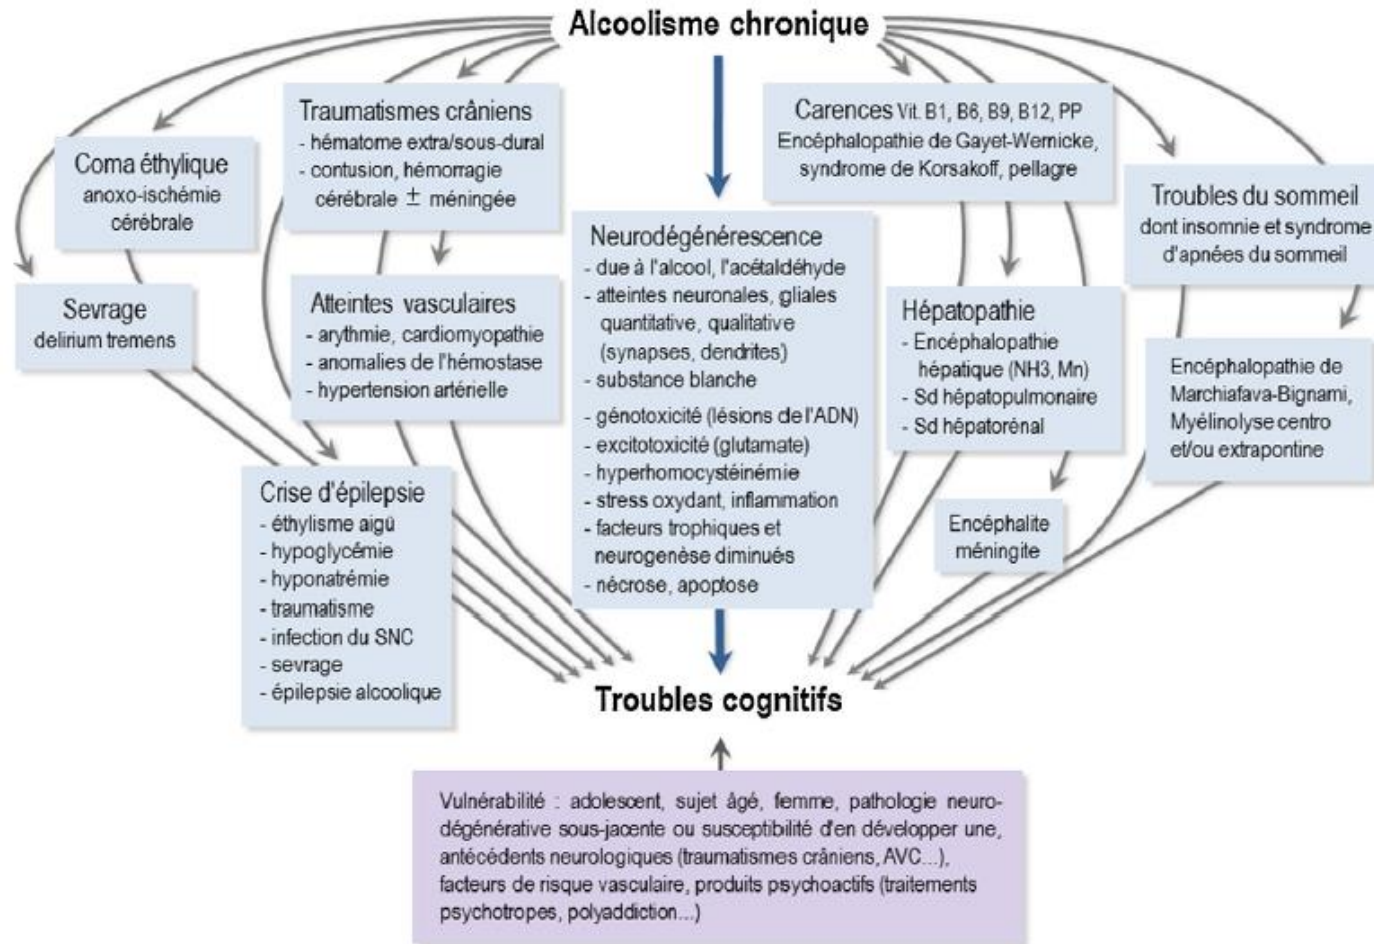 Alcoolisme chronique
Traumatismes crâniens
- hématome extra/sous-dural
- contusion, hémorragie
cérébrale ± méningée
Carences Vit. B1, B6, B9, B12, PP
Encéphalopathie de Gayet-Wernicke,
syndrome de Korsakoff, pellagre
Coma éthylique
anoxo-ischémie
cérébrale
Troubles du sommeil
dont insomnie et syndrome
d'apnées du sommeil
Neurodégénérescence
- due à l'alcool, l'acétaldéhyde
- atteintes neuronales, gliales
quantitative, qualitative
(synapses, dendrites)
- substance blanche
- génotoxicité (lésions de l'ADN)
- excitotoxicité (glutamate)
- hyperhomocystéinémie
- stress oxydant, inflammation
- facteurs trophiques et
neurogenèse diminués
- nécrose, apoptose
Sevrage
delirium tremens
Atteintes vasculaires
- arythmie, cardiomyopathie
- anomalies de l'hémostase
- hypertension artérielle
Hépatopathie
- Encéphalopathie
hépatique (NH3, Mn)
- Sd hépatopulmonaire
- Sd hépatorénal
Encéphalopathie de
Marchiafava-Bignami,
Myélinolyse centro
et/ou extrapontine
Crise d'épilepsie
- éthylisme aigü
- hypoglycémie
- hyponatrémie
- traumatisme
- infection du SNC
- sevrage
- épilepsie alcoolique
Encéphalite
méningite
Troubles cognitifs
Vulnérabilité : adolescent, sujet âgé, femme, pathologie neuro-
dégénérative sous-jacente ou susceptibilité d'en développer une,
antécédents neurologiques (traumatismes crâniens, AVC...),
facteurs de risque vasculaire, produits psychoactifs (traitements
psychotropes, polyaddiction...)